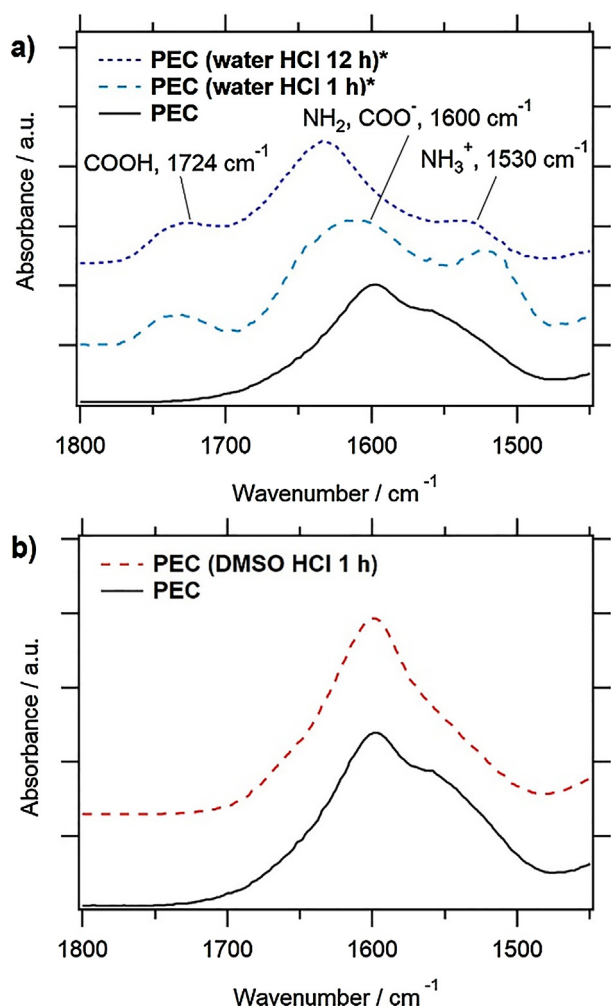 a)
PEC (water HCl 12 h)*
PEC (water HCl 1 h)*
PEC
NH₂, COO⁻, 1600 cm⁻¹
COOH, 1724 cm⁻¹
NH₃⁺, 1530 cm⁻¹
Absorbance / a.u.
1800 1700 1600 1500
Wavenumber / cm⁻¹
b)
PEC (DMSO HCl 1 h)
PEC
Absorbance / a.u.
1800 1700 1600 1500
Wavenumber / cm⁻¹